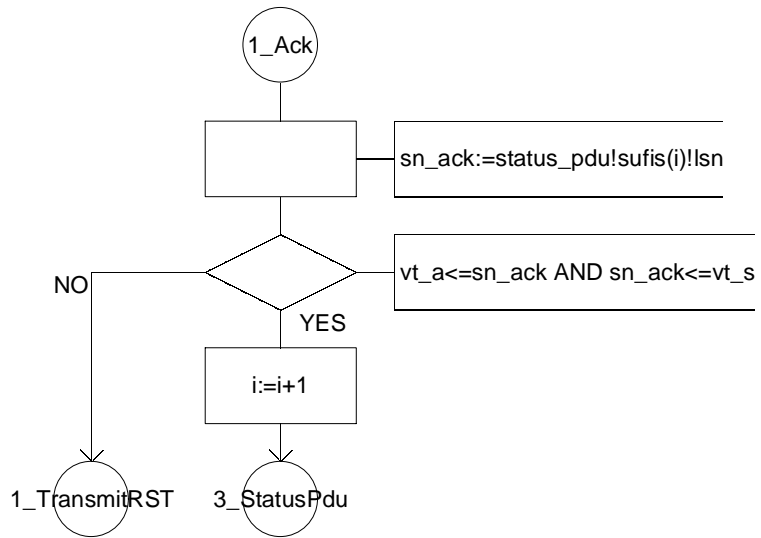 1_Ack
sn_ack:=status_pdu!sufis(i)!lsn
vt_a<=sn_ack AND sn_ack<=vt_s
NO
YES
i:=i+1
1_TransmitRST
3_StatusPdu